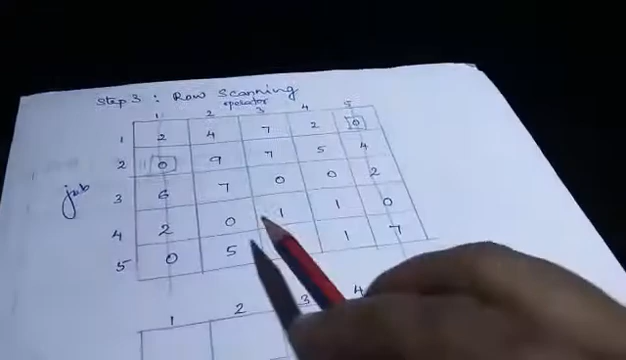 Step 3 : Row Scanning
operator
1 2 3 4 5
1 2 4 7 2 0
2 0 9 7 5 4
job 3 6 7 0 0 2
4 2 0 1 1 0
5 0 5 1 7
1 2 3 4